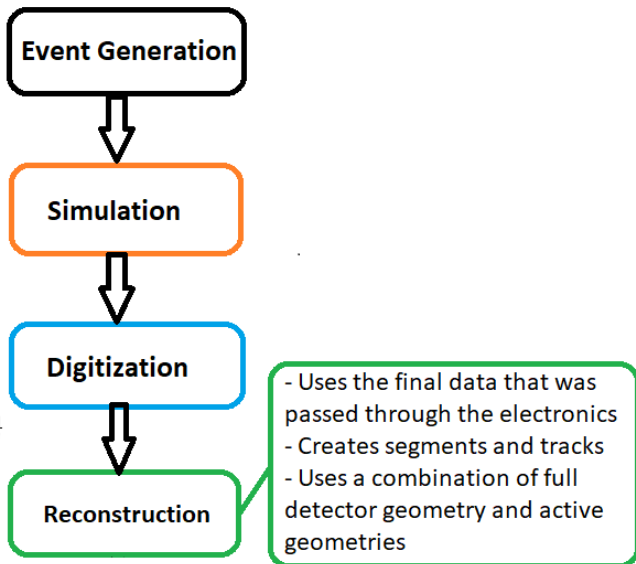 Event Generation
Simulation
Digitization
Reconstruction
- Uses the final data that was
passed through the electronics
- Creates segments and tracks
- Uses a combination of full
detector geometry and active
geometries